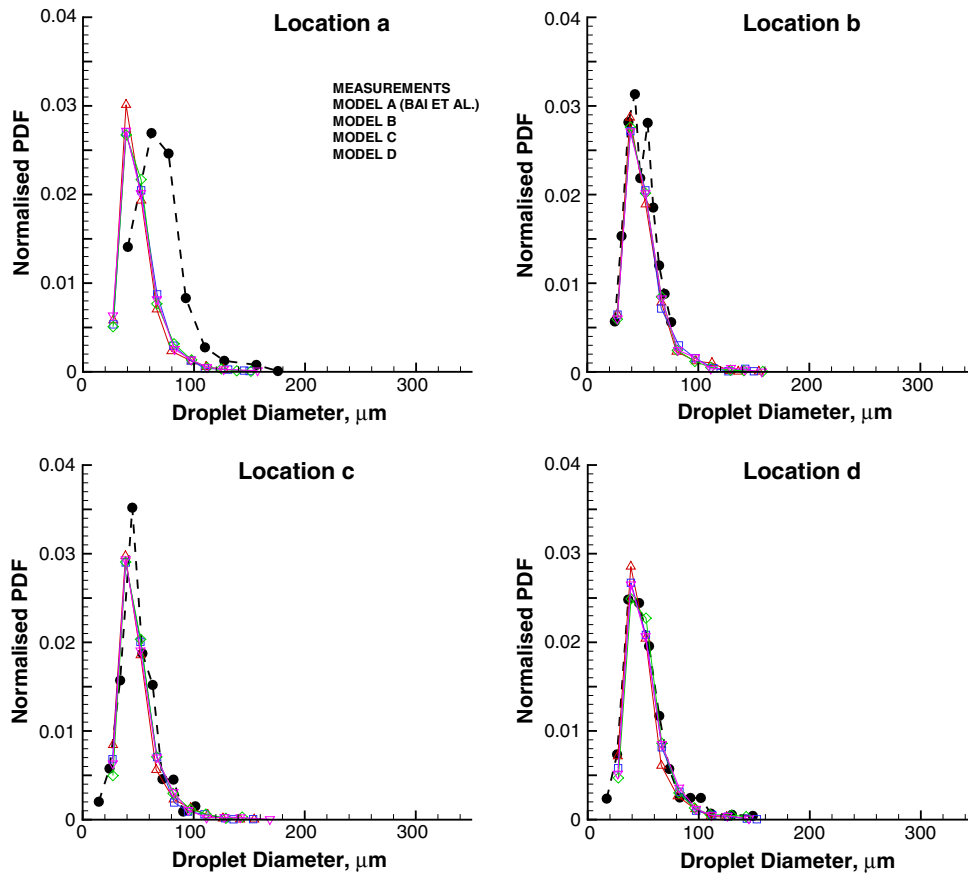 Location a
0.04
0.03
0.02
0.01
0
Normalised PDF
MEASUREMENTS
MODEL A (BAI ET AL.)
MODEL B
MODEL C
MODEL D
0 100 200 300
Droplet Diameter, μm
Location b
0.04
0.03
0.02
0.01
0
Normalised PDF
0 100 200 300
Droplet Diameter, μm
Location c
0.04
0.03
0.02
0.01
0
Normalised PDF
0 100 200 300
Droplet Diameter, μm
Location d
0.04
0.03
0.02
0.01
0
Normalised PDF
0 100 200 300
Droplet Diameter, μm